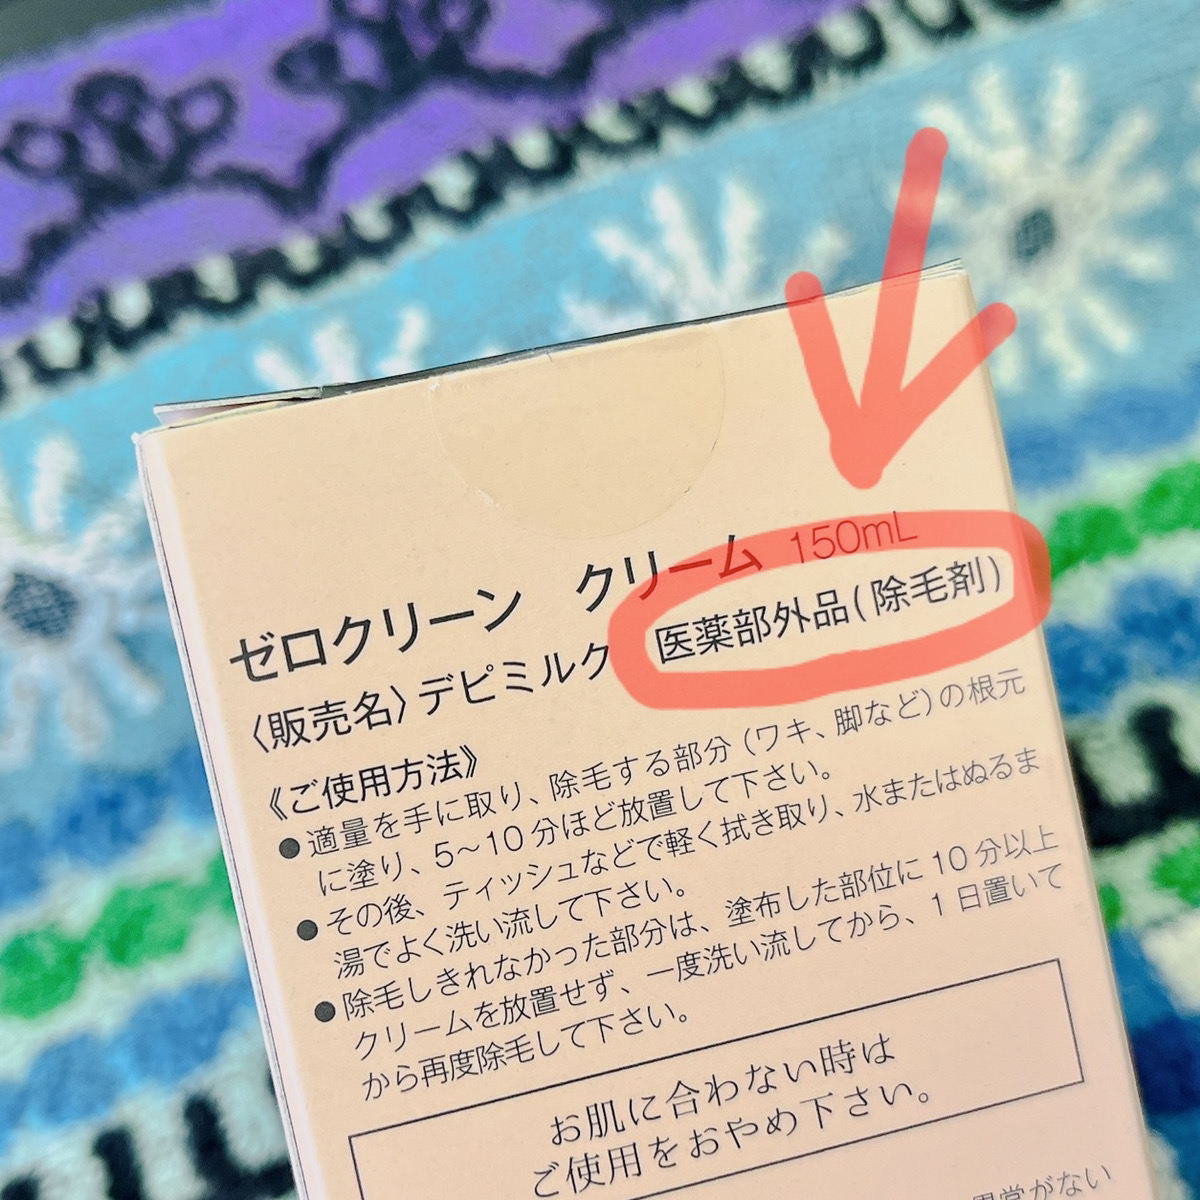 ゼロクリーン　クリーム 150mL
〈販売名〉デピミルク　医薬部外品(除毛剤)
《ご使用方法》
●適量を手に取り、除毛する部分(ワキ、脚など)の根元
に塗り、5〜10分ほど放置して下さい。
●その後、ティッシュなどで軽く拭き取り、水またはぬるま
湯でよく洗い流して下さい。
●除毛しきれなかった部分は、塗布した部位に10分以上
クリームを放置せず、一度洗い流してから、1日置いて
から再度除毛して下さい。
お肌に合わない時は
ご使用をおやめ下さい。
異常がない